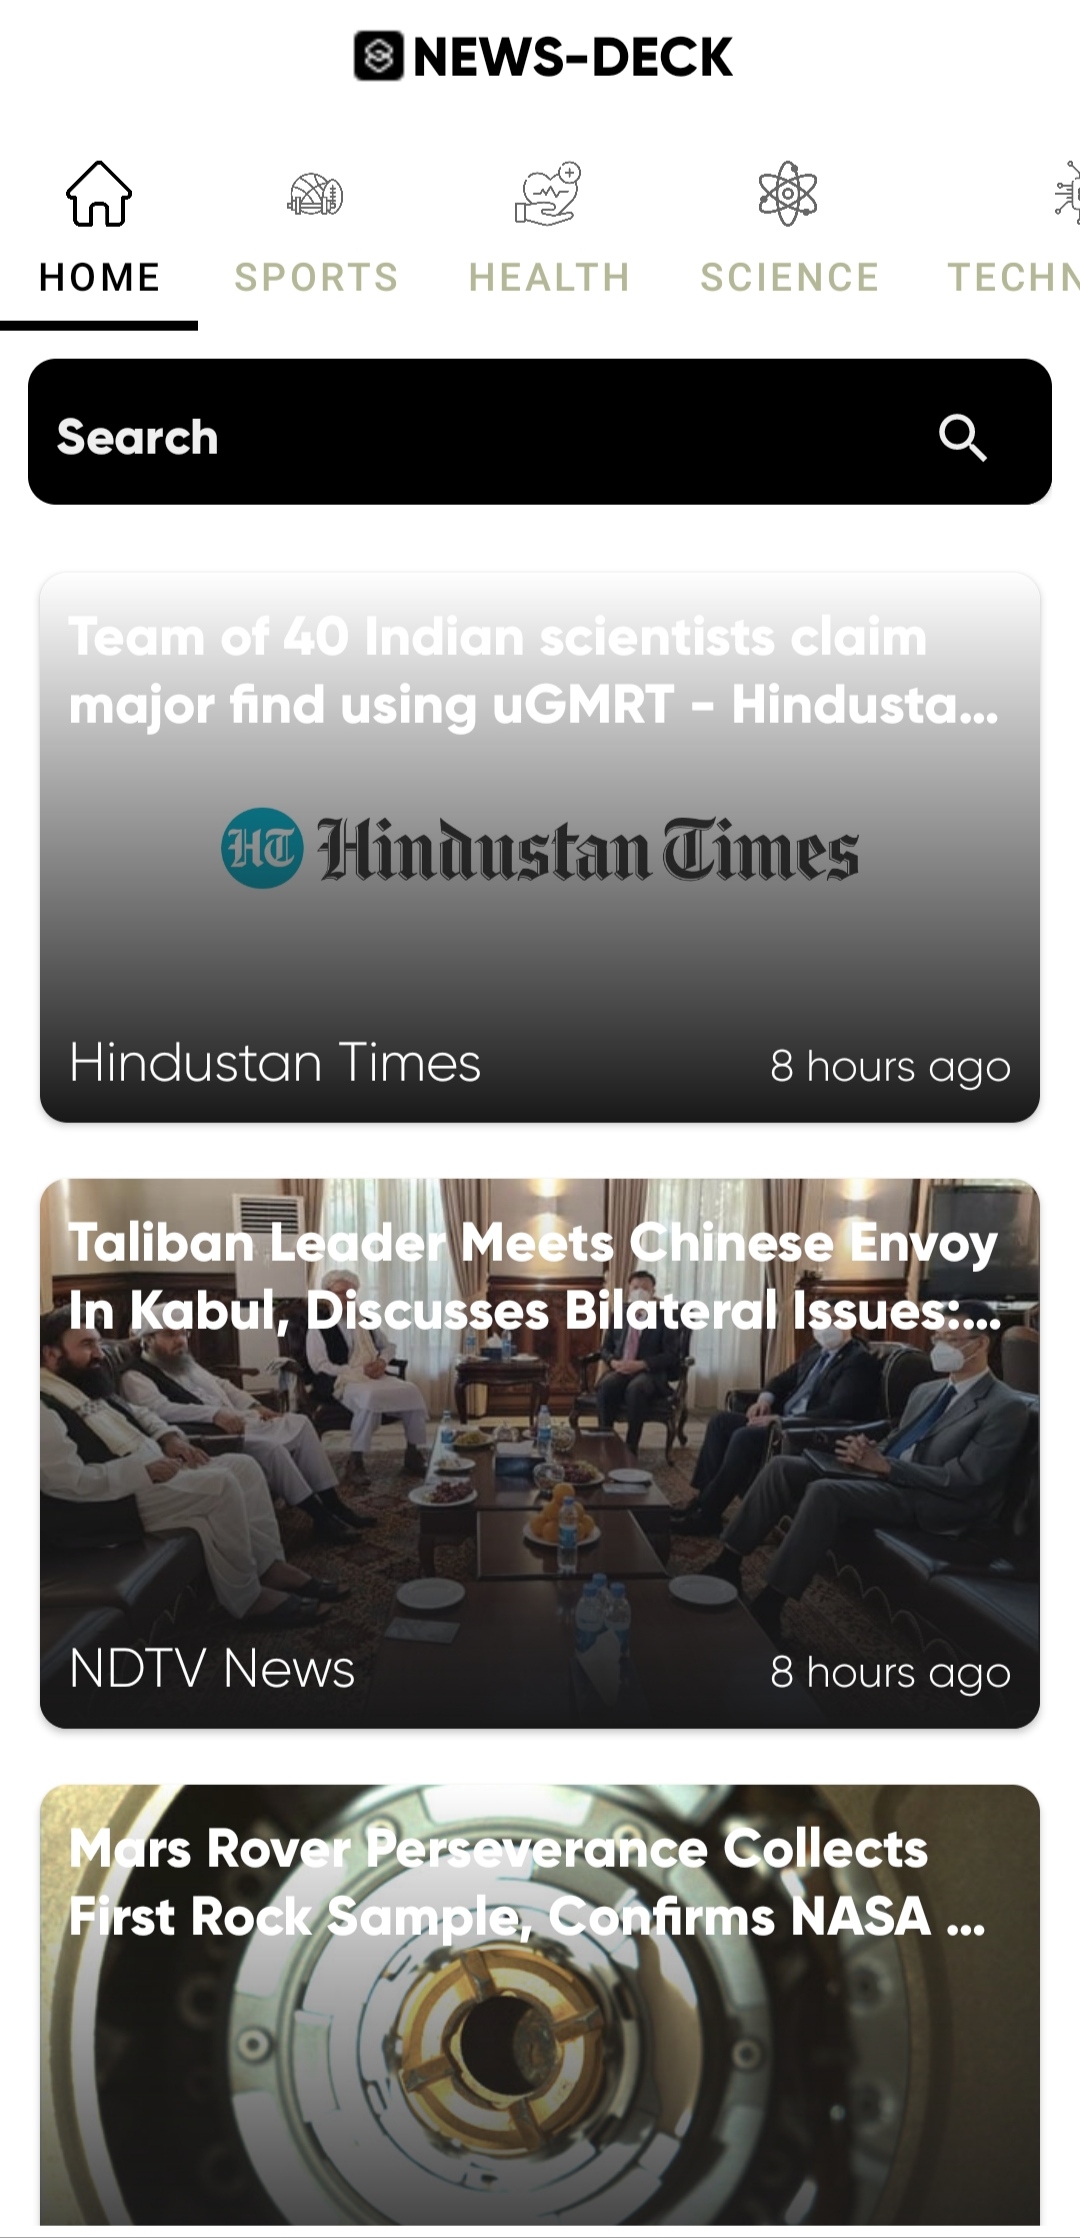 NEWS-DECK
HOME SPORTS HEALTH SCIENCE TECHN
Search
Team of 40 Indian scientists claim
major find using uGMRT - Hindusta...
HT Hindustan Times
Hindustan Times 8 hours ago
Taliban Leader Meets Chinese Envoy
In Kabul, Discusses Bilateral Issues:...
NDTV News 8 hours ago
Mars Rover Perseverance Collects
First Rock Sample, Confirms NASA ...